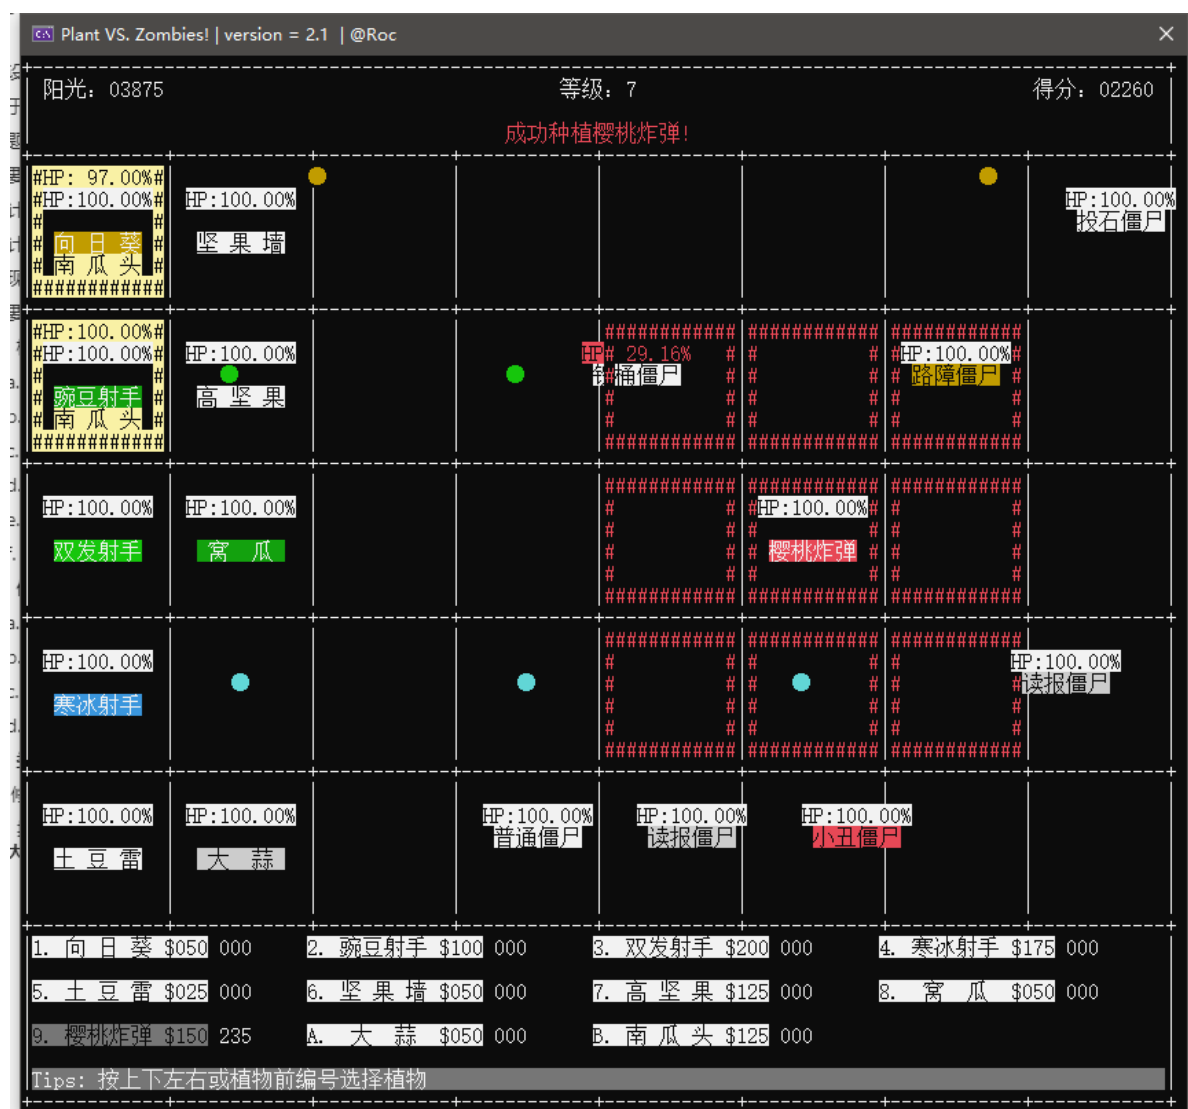 Plant VS. Zombies! | version = 2.1 | @Roc
阳光: 03875 等级: 7 得分: 02260
成功种植樱桃炸弹!
#HP: 97.00%#
#HP:100.00%# HP:100.00% HP:100.00%
# # 投石僵尸
# 向日葵 # 坚果墙
# 南瓜头 #
############
#HP:100.00%# ############ ############ ############
#HP:100.00%# HP:100.00% HP# 29.16% # # # #HP:100.00%#
# # #桶僵尸 # # # # 路障僵尸 #
# 豌豆射手 # 高坚果 # # # # # #
# 南瓜头 # # # # # # #
############ ############ ############ ############
############ ############ ############
HP:100.00% HP:100.00% # # #HP:100.00%# # #
# # # # # #
双发射手 窝瓜 # # # 樱桃炸弹 # # #
# # # # # #
############ ############ ############
############ ############ ############
HP:100.00% # # # # # HP:100.00%
# # # # # #读报僵尸
寒冰射手 # # # # # #
# # # # # #
############ ############ ############
HP:100.00% HP:100.00% HP:100.00% HP:100.00% HP:100.00%
普通僵尸 读报僵尸 小丑僵尸
土豆雷 大蒜
1. 向日葵 $050 000 2. 豌豆射手 $100 000 3. 双发射手 $200 000 4. 寒冰射手 $175 000
5. 土豆雷 $025 000 6. 坚果墙 $050 000 7. 高坚果 $125 000 8. 窝瓜 $050 000
9. 樱桃炸弹 $150 235 A. 大蒜 $050 000 B. 南瓜头 $125 000
Tips: 按上下左右或植物前编号选择植物